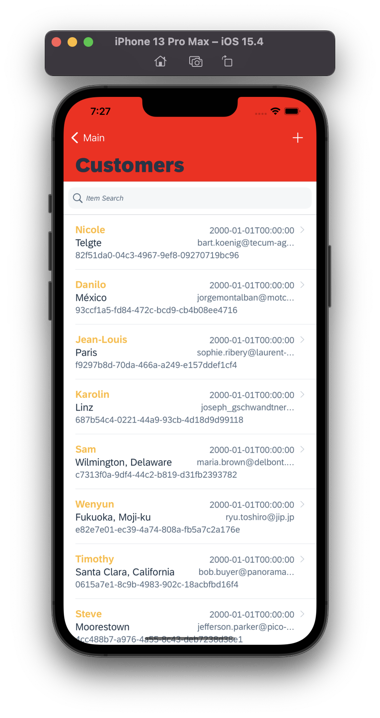 iPhone 13 Pro Max – iOS 15.4
7:27
Main
Customers
Item Search
Nicole 2000-01-01T00:00:00
Telgte bart.koenig@tecum-ag...
82f51da0-04c3-4967-9ef8-09270719bc96
Danilo 2000-01-01T00:00:00
México jorgemontalban@motc...
93ccf1a5-fd84-472c-bcd9-cb4b08ee4716
Jean-Louis 2000-01-01T00:00:00
Paris sophie.ribery@laurent-...
f9297b8d-70da-466a-a249-e157ddef1cf4
Karolin 2000-01-01T00:00:00
Linz joseph_gschwandtner...
687b54c4-0221-44a9-93cb-4d18d9d99118
Sam 2000-01-01T00:00:00
Wilmington, Delaware maria.brown@delbont....
c7313f0a-9df4-44c2-b819-d31fb2393782
Wenyun 2000-01-01T00:00:00
Fukuoka, Moji-ku ryu.toshiro@jip.jp
e82e7e01-ec39-4a74-808a-fb5a7c2a176e
Timothy 2000-01-01T00:00:00
Santa Clara, California bob.buyer@panorama...
0615a7e1-8c9b-4983-902c-18acbfbd16f4
Steve 2000-01-01T00:00:00
Moorestown jefferson.parker@pico-...